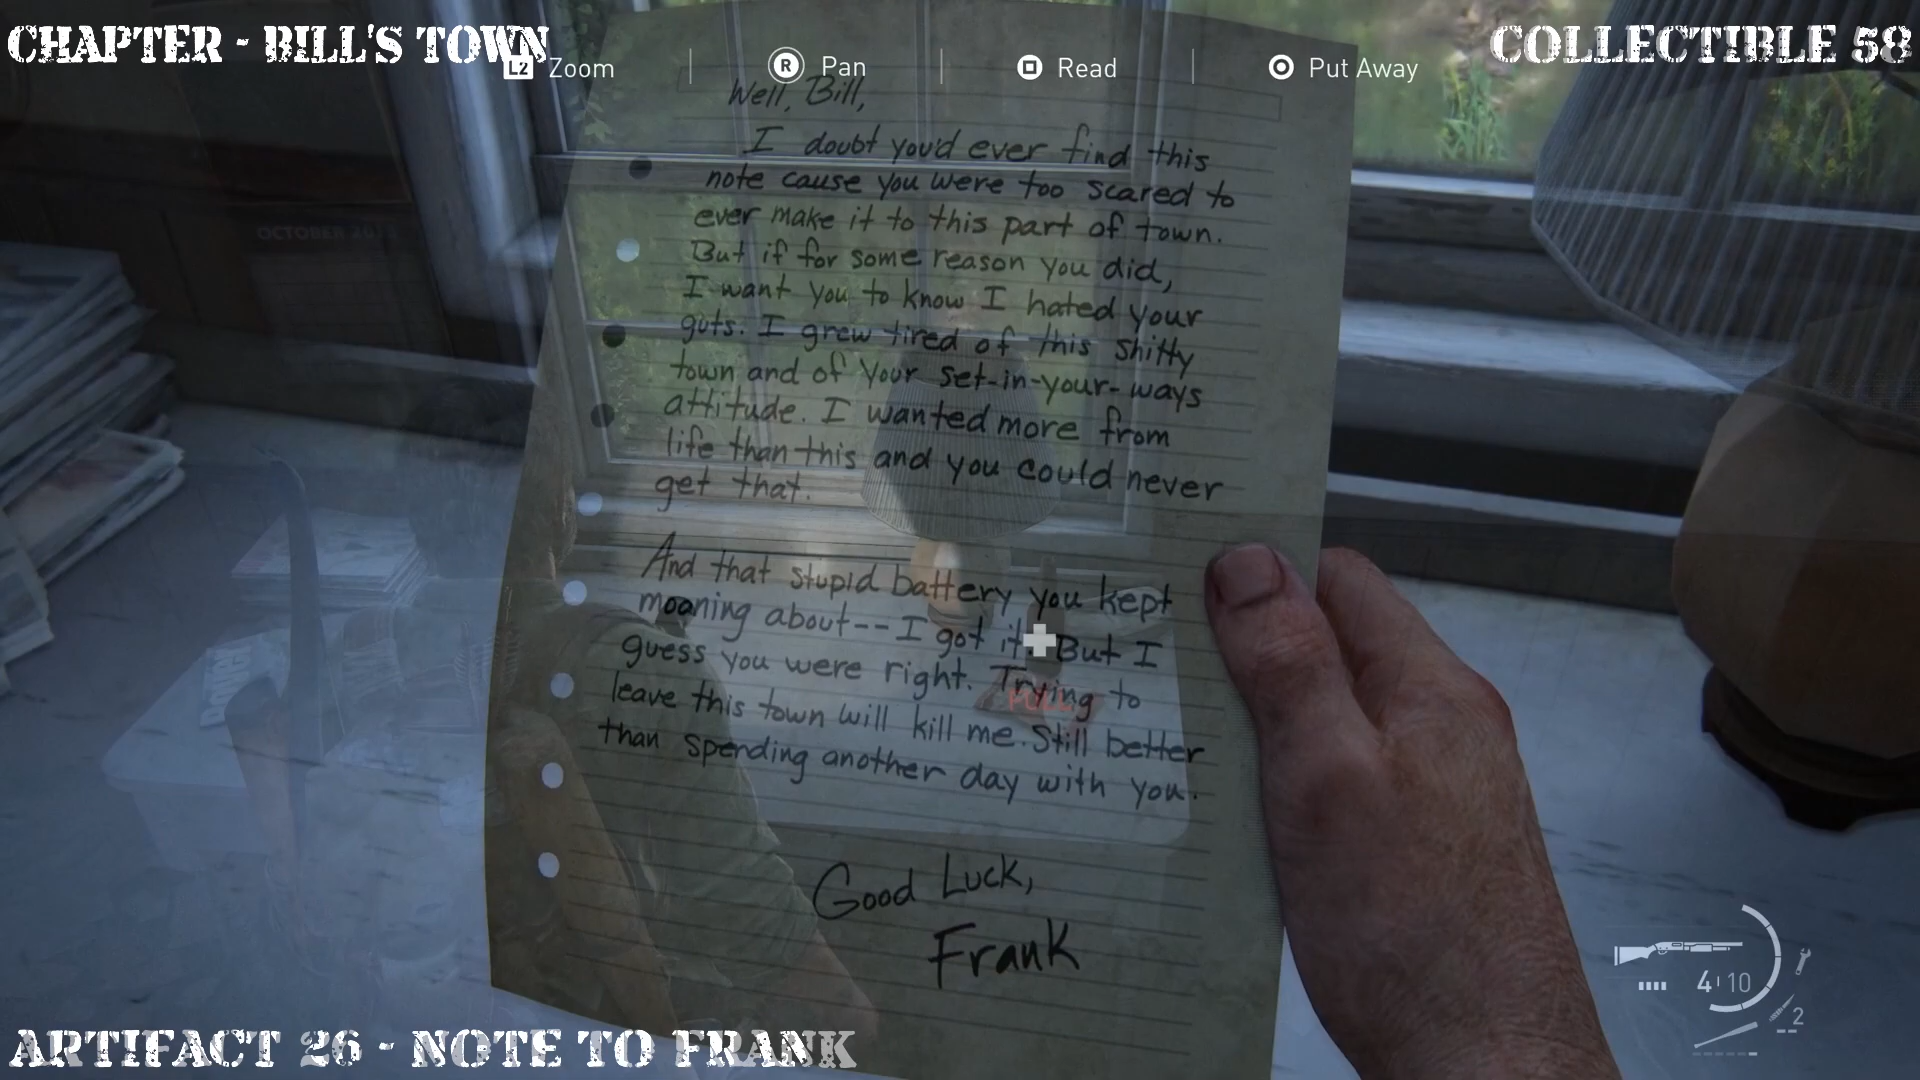 CHAPTER - BILL'S TOWN
COLLECTIBLE 58
L2 Zoom
R Pan
Read
Put Away
Well, Bill,
I doubt you'd ever find this
note cause you were too scared to
ever make it to this part of town.
But if for some reason you did,
I want you to know I hated your
guts. I grew tired of this shitty
town and of your set-in-your-ways
attitude. I wanted more from
life than this and you could never
get that.
And that stupid battery you kept
moaning about--I got it. But I
guess you were right. Trying to
leave this town will kill me. Still better
than spending another day with you.
Good Luck,
Frank
4 10
2
ARTIFACT 26 - NOTE TO FRANK